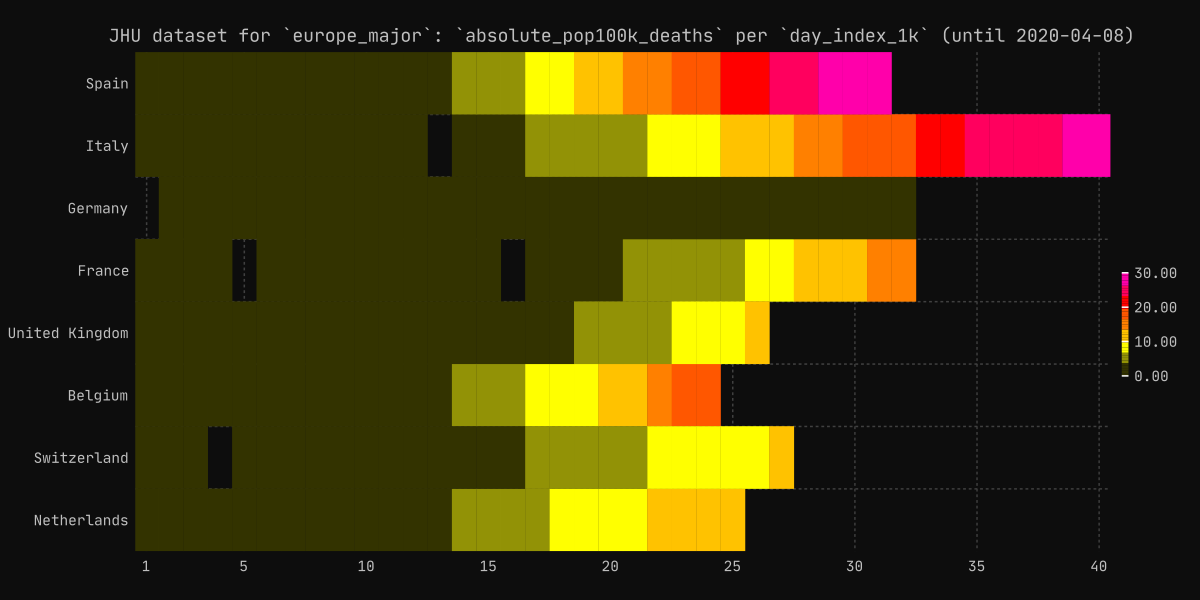 JHU dataset for `europe_major`: `absolute_pop100k_deaths` per `day_index_1k` (until 2020-04-08)
Spain
Italy
Germany
France
United Kingdom
Belgium
Switzerland
Netherlands
1 5 10 15 20 25 30 35 40
30.00
20.00
10.00
0.00